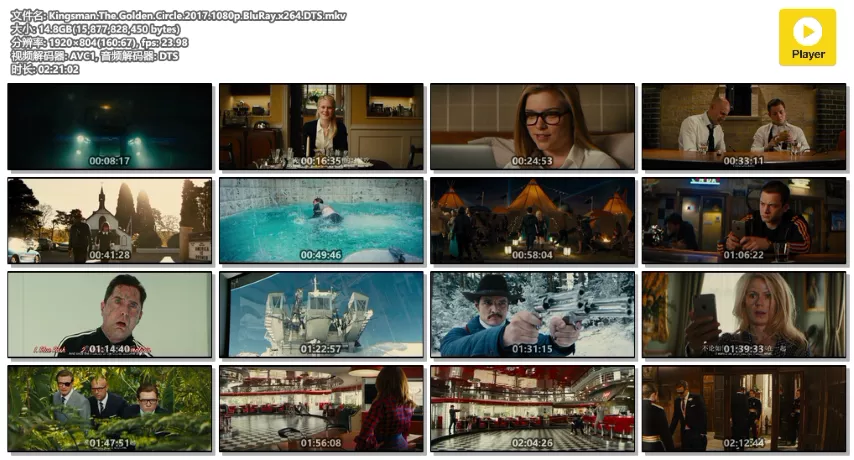 文件名: Kingsman.The.Golden.Circle.2017.1080p.BluRay.x264.DTS.mkv
大小: 14.8GB(15,877,828,450 bytes)
分辨率: 1920×804(160:67), fps: 23.98
视频解码器: AVC1, 音频解码器: DTS
时长: 02:21:02
Player
00:08:17
00:16:35
00:24:53
00:33:11
00:41:28
00:49:46
00:58:04
01:06:22
01:14:40
01:22:57
01:31:15
01:39:33
01:47:51
01:56:08
02:04:26
02:12:44